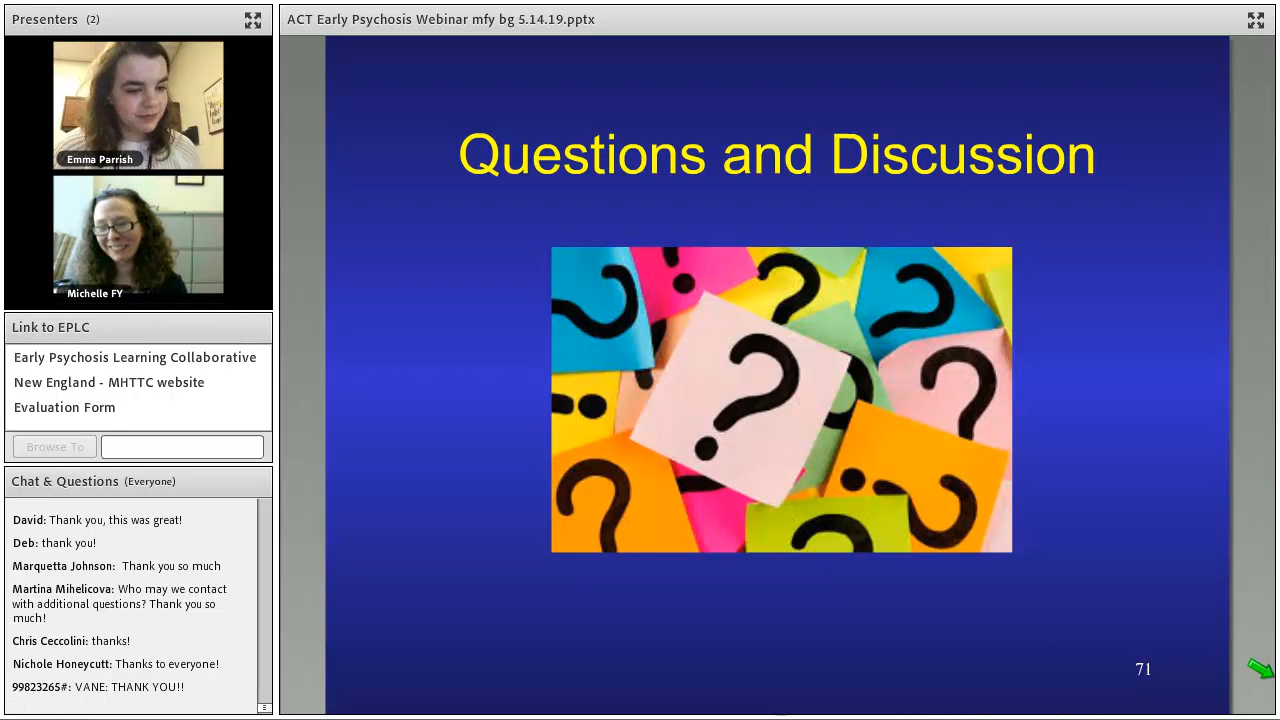 Presenters (2)
Emma Parrish
Michelle FY
Link to EPLC
Early Psychosis Learning Collaborative
New England - MHTTC website
Evaluation Form
Browse To
Chat & Questions (Everyone)
David: Thank you, this was great!
Deb: thank you!
Marquetta Johnson: Thank you so much
Martina Mihelicova: Who may we contact
with additional questions? Thank you so
much!
Chris Ceccolini: thanks!
Nichole Honeycutt: Thanks to everyone!
99823265#: VANE: THANK YOU!!
ACT Early Psychosis Webinar mfy bg 5.14.19.pptx
Questions and Discussion
71